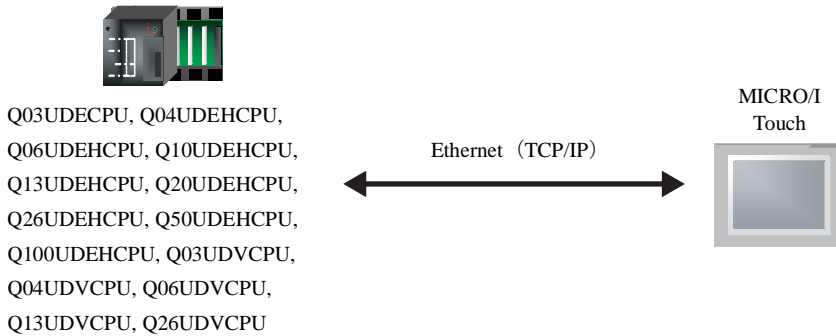 Q03UDECPU, Q04UDEHCPU,
Q06UDEHCPU, Q10UDEHCPU,
Q13UDEHCPU, Q20UDEHCPU,
Q26UDEHCPU, Q50UDEHCPU,
Q100UDEHCPU, Q03UDVCPU,
Q04UDVCPU, Q06UDVCPU,
Q13UDVCPU, Q26UDVCPU
Ethernet（TCP/IP）
MICRO/I
Touch